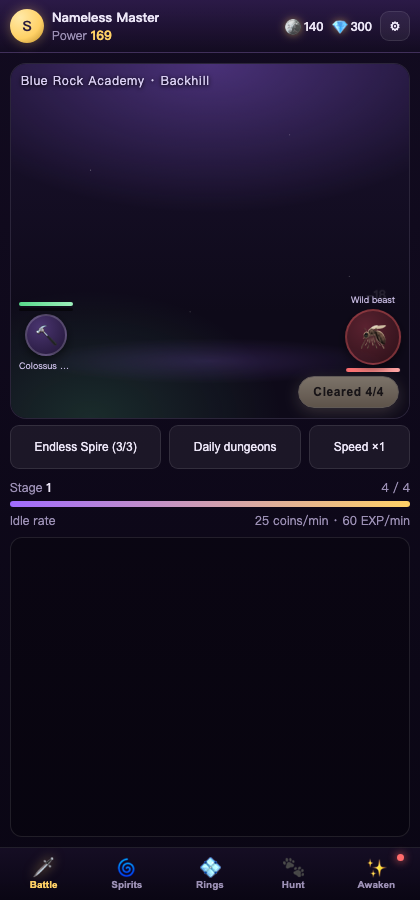 S
Nameless Master
Power 169
140
300
Blue Rock Academy · Backhill
Wild beast
Colossus ...
Cleared 4/4
Endless Spire (3/3)
Daily dungeons
Speed ×1
Stage 1
4 / 4
Idle rate
25 coins/min · 60 EXP/min
Battle
Spirits
Rings
Hunt
Awaken